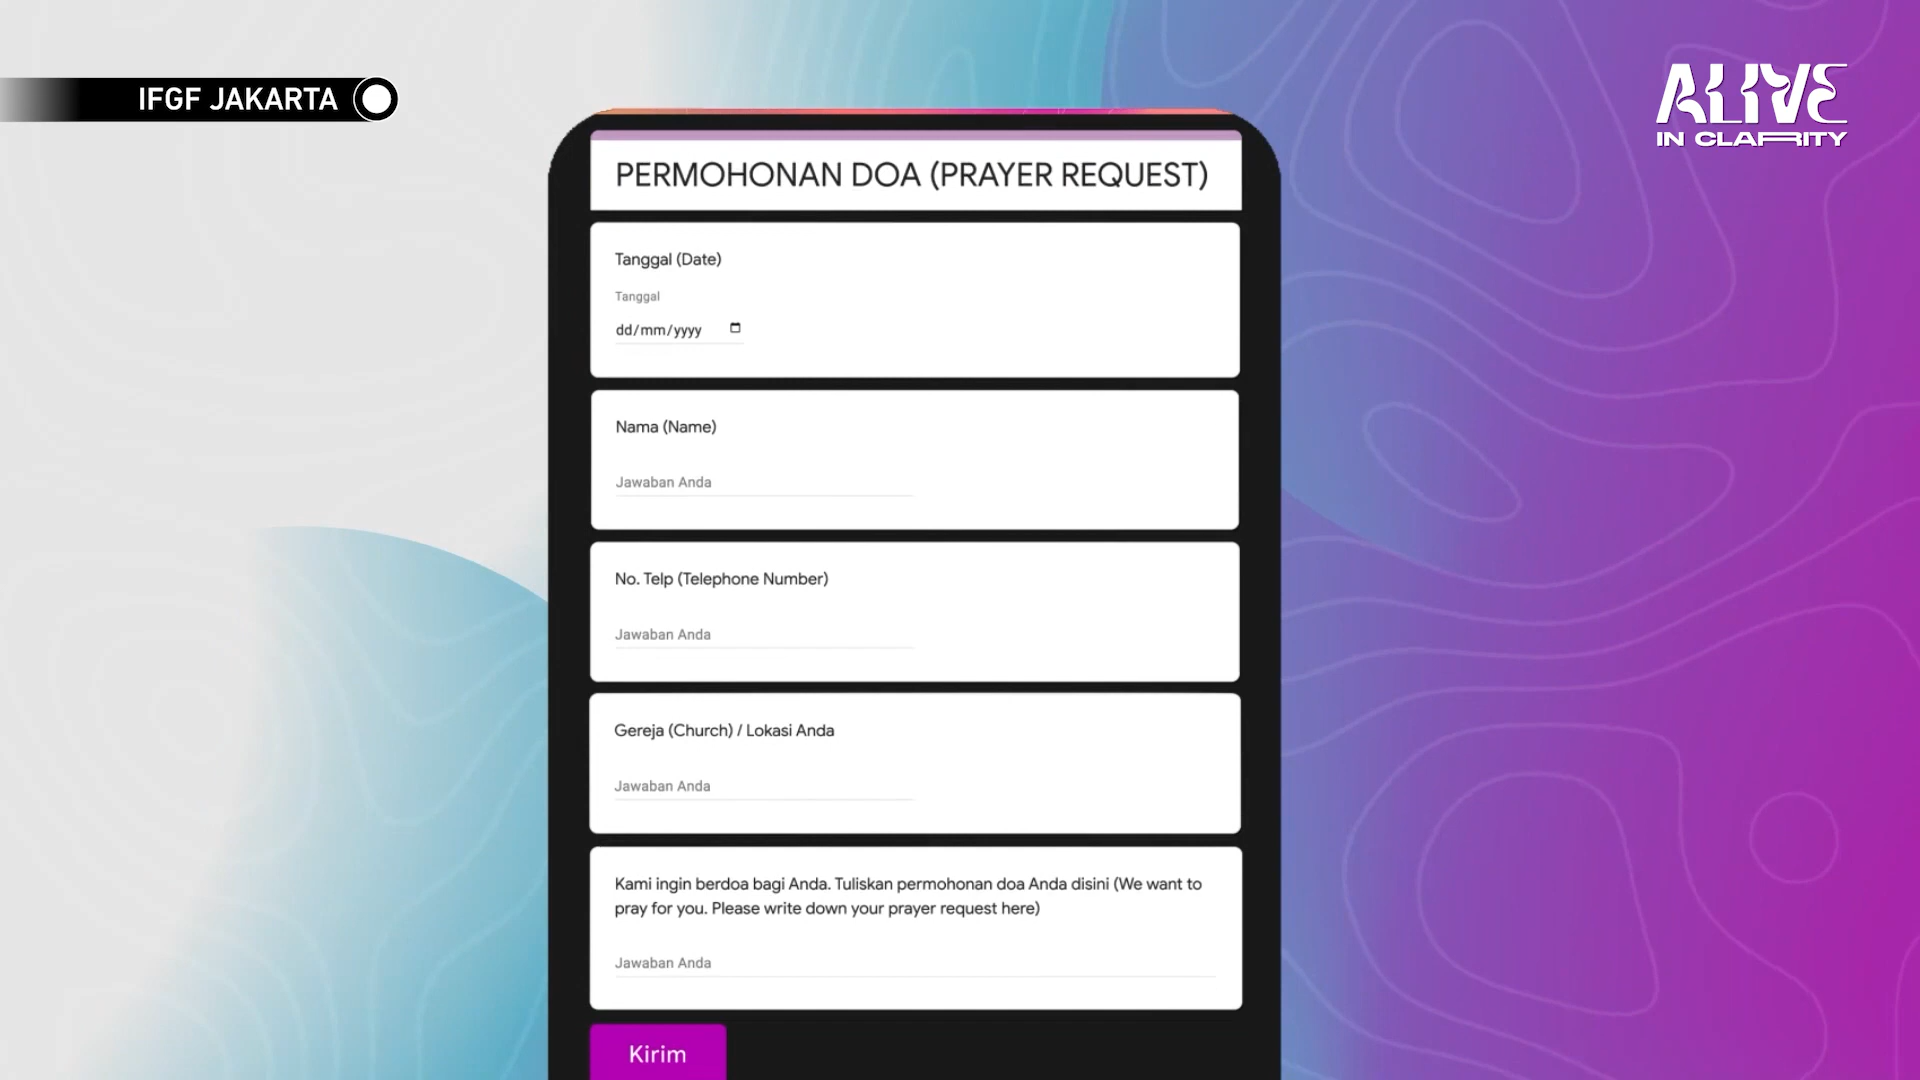 IFGF JAKARTA
ALIVE
IN CLARITY
PERMOHONAN DOA (PRAYER REQUEST)
Tanggal (Date)
Tanggal
dd/mm/yyyy
Nama (Name)
Jawaban Anda
No. Telp (Telephone Number)
Jawaban Anda
Gereja (Church) / Lokasi Anda
Jawaban Anda
Kami ingin berdoa bagi Anda. Tuliskan permohonan doa Anda disini (We want to
pray for you. Please write down your prayer request here)
Jawaban Anda
Kirim